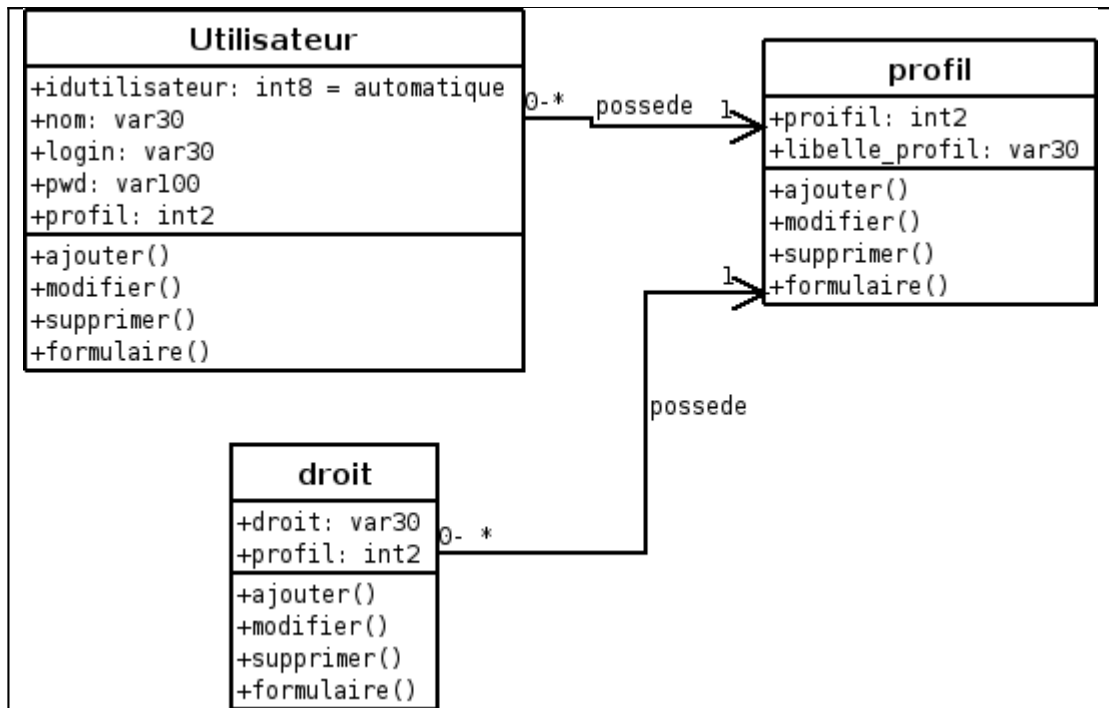 Utilisateur
+idutilisateur: int8 = automatique
+nom: var30
+login: var30
+pwd: var100
+profil: int2
+ajouter()
+modifier()
+supprimer()
+formulaire()
0-*
possede
1
profil
+proifil: int2
+libelle_profil: var30
+ajouter()
+modifier()
+supprimer()
+formulaire()
1
possede
droit
+droit: var30
+profil: int2
+ajouter()
+modifier()
+supprimer()
+formulaire()
0- *